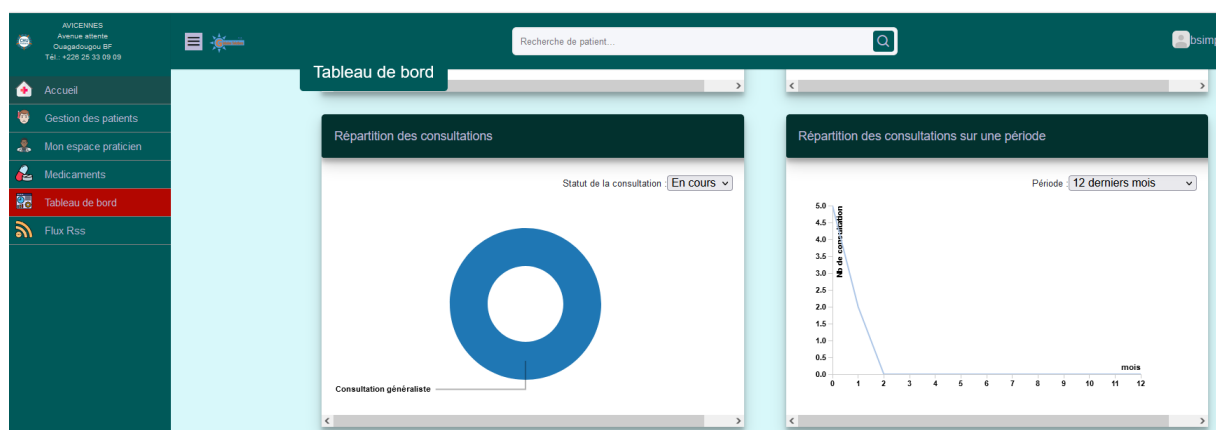 AVICENNES
Avenue attente
Ouagadougou BF
Tél.: +226 25 33 09 09
Recherche de patient...
bsimp
Tableau de bord
Accueil
Gestion des patients
Mon espace praticien
Medicaments
Tableau de bord
Flux Rss
Répartition des consultations
Statut de la consultation : En cours
Consultation généraliste
Répartition des consultations sur une période
Période : 12 derniers mois
Nb de consultation
5.0
4.5
4.0
3.5
3.0
2.5
2.0
1.5
1.0
0.5
0.0
mois
0 1 2 3 4 5 6 7 8 9 10 11 12